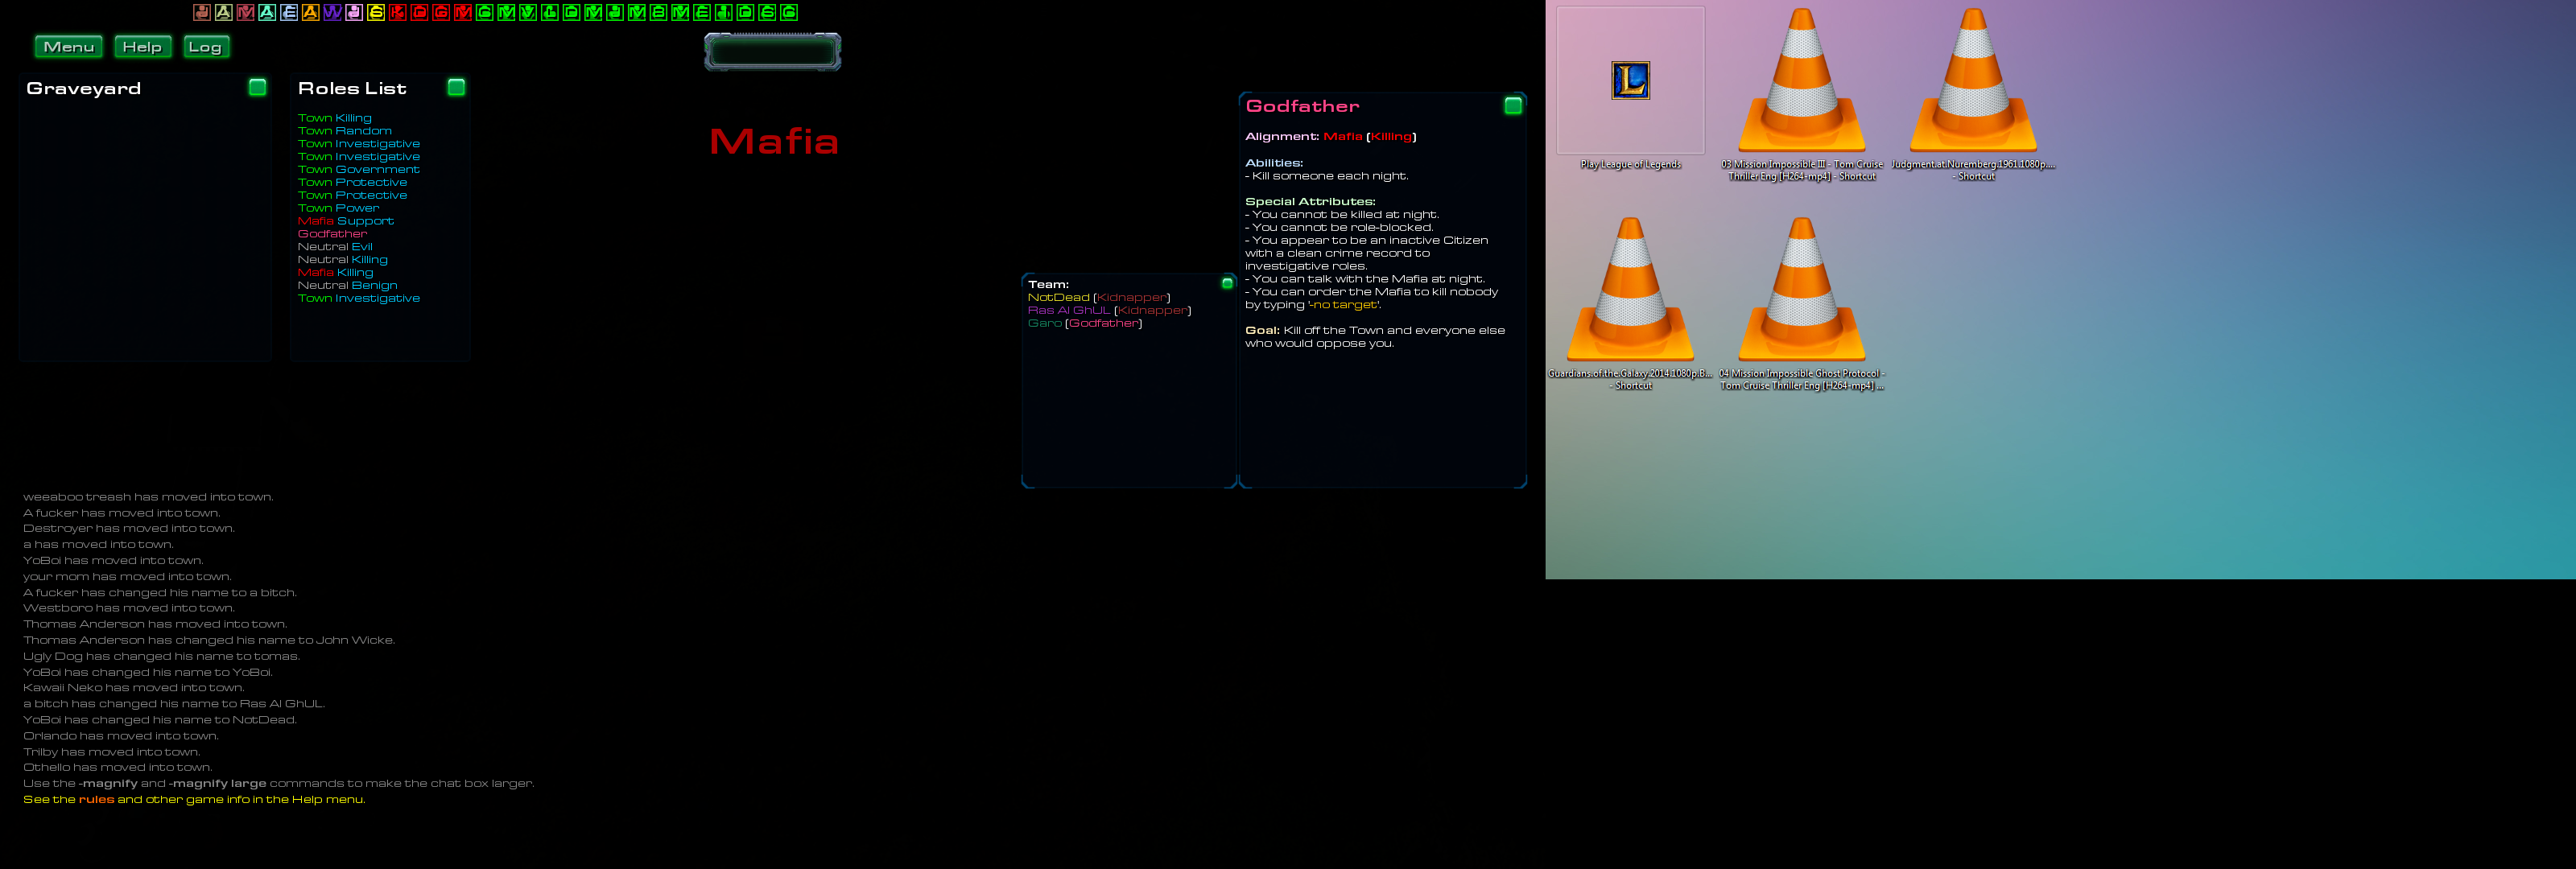 Menu
Help
Log
Graveyard
Roles List
Town Killing
Town Random
Town Investigative
Town Investigative
Town Government
Town Protective
Town Protective
Town Power
Mafia Support
Godfather
Neutral Evil
Neutral Killing
Mafia Killing
Neutral Benign
Town Investigative
Mafia
Team:
NotDead (Kidnapper)
Ras Al GhUL (Kidnapper)
Garo (Godfather)
Godfather
Alignment: Mafia (Killing)
Abilities:
- Kill someone each night.
Special Attributes:
- You cannot be killed at night.
- You cannot be role-blocked.
- You appear to be an inactive Citizen
with a clean crime record to
investigative roles.
- You can talk with the Mafia at night.
- You can order the Mafia to kill nobody
by typing '-no target'.
Goal: Kill off the Town and everyone else
who would oppose you.
weeaboo treash has moved into town.
A fucker has moved into town.
Destroyer has moved into town.
a has moved into town.
YoBoi has moved into town.
your mom has moved into town.
A fucker has changed his name to a bitch.
Westboro has moved into town.
Thomas Anderson has moved into town.
Thomas Anderson has changed his name to John Wicke.
Ugly Dog has changed his name to tomas.
YoBoi has changed his name to YoBoi.
Kawaii Neko has moved into town.
a bitch has changed his name to Ras Al GhUL.
YoBoi has changed his name to NotDead.
Orlando has moved into town.
Trilby has moved into town.
Othello has moved into town.
Use the -magnify and -magnify large commands to make the chat box larger.
See the rules and other game info in the Help menu.
Play League of Legends
03 Mission Impossible III - Tom Cruise
Thriller Eng [H264-mp4] - Shortcut
Judgment.at.Nuremberg.1961.1080p....
- Shortcut
Guardians.of.the.Galaxy.2014.1080p.B...
- Shortcut
04 Mission Impossible Ghost Protocol -
Tom Cruise Thriller Eng [H264-mp4] ...